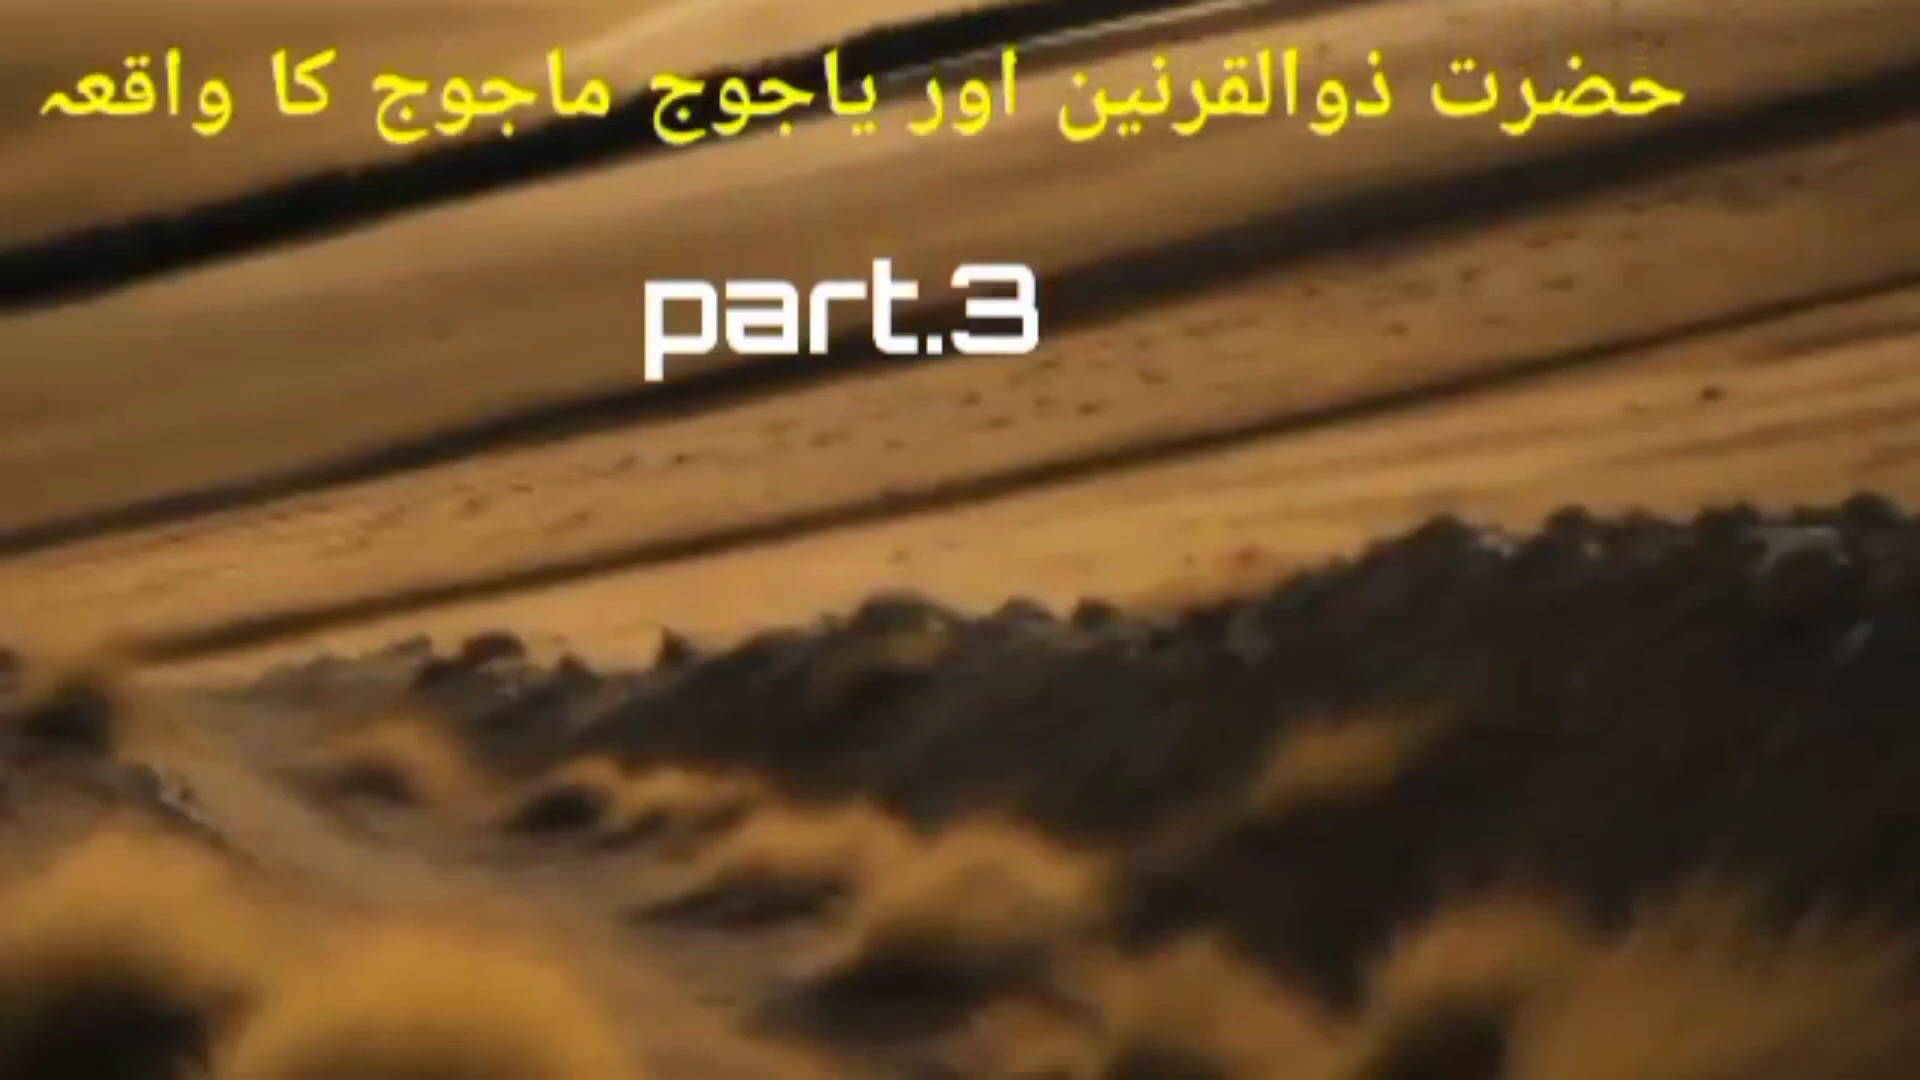 حضرت ذوالقرنین اور یاجوج ماجوج کا واقعہ
part.3